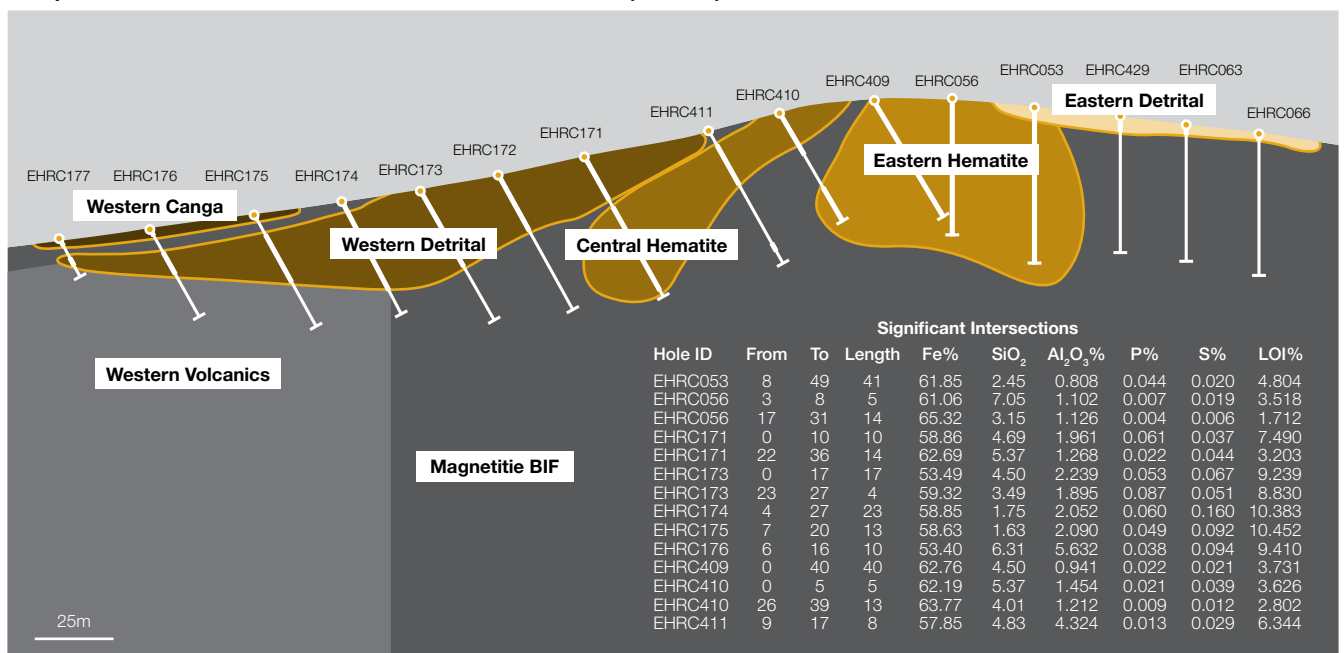 EHRC053 EHRC429 EHRC063
EHRC409 EHRC056
EHRC410
EHRC411
EHRC066
EHRC171
EHRC172
EHRC173
EHRC177 EHRC176 EHRC175 EHRC174
Eastern Detrital
Eastern Hematite
Western Canga
Western Detrital
Central Hematite
Western Volcanics
Magnetitie BIF
25m
Significant Intersections
Hole ID From To Length Fe% SiO₂ Al₂O₃% P% S% LOI%
EHRC053 8 49 41 61.85 2.45 0.808 0.044 0.020 4.804
EHRC056 3 8 5 61.06 7.05 1.102 0.007 0.019 3.518
EHRC056 17 31 14 65.32 3.15 1.126 0.004 0.006 1.712
EHRC171 0 10 10 58.86 4.69 1.961 0.061 0.037 7.490
EHRC171 22 36 14 62.69 5.37 1.268 0.022 0.044 3.203
EHRC173 0 17 17 53.49 4.50 2.239 0.053 0.067 9.239
EHRC173 23 27 4 59.32 3.49 1.895 0.087 0.051 8.830
EHRC174 4 27 23 58.85 1.75 2.052 0.060 0.160 10.383
EHRC175 7 20 13 58.63 1.63 2.090 0.049 0.092 10.452
EHRC176 6 16 10 53.40 6.31 5.632 0.038 0.094 9.410
EHRC409 0 40 40 62.76 4.50 0.941 0.022 0.021 3.731
EHRC410 0 5 5 62.19 5.37 1.454 0.021 0.039 3.626
EHRC410 26 39 13 63.77 4.01 1.212 0.009 0.012 2.802
EHRC411 9 17 8 57.85 4.83 4.324 0.013 0.029 6.344